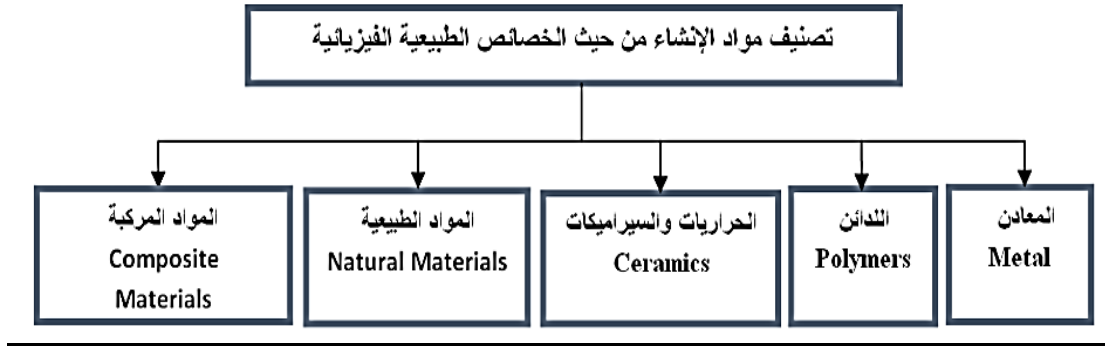 تصنيف مواد الإنشاء من حيث الخصائص الطبيعية الفيزيائية
المعادن
Metal
اللدائن
Polymers
الحراريات والسيراميكات
Ceramics
المواد الطبيعية
Natural Materials
المواد المركبة
Composite
Materials